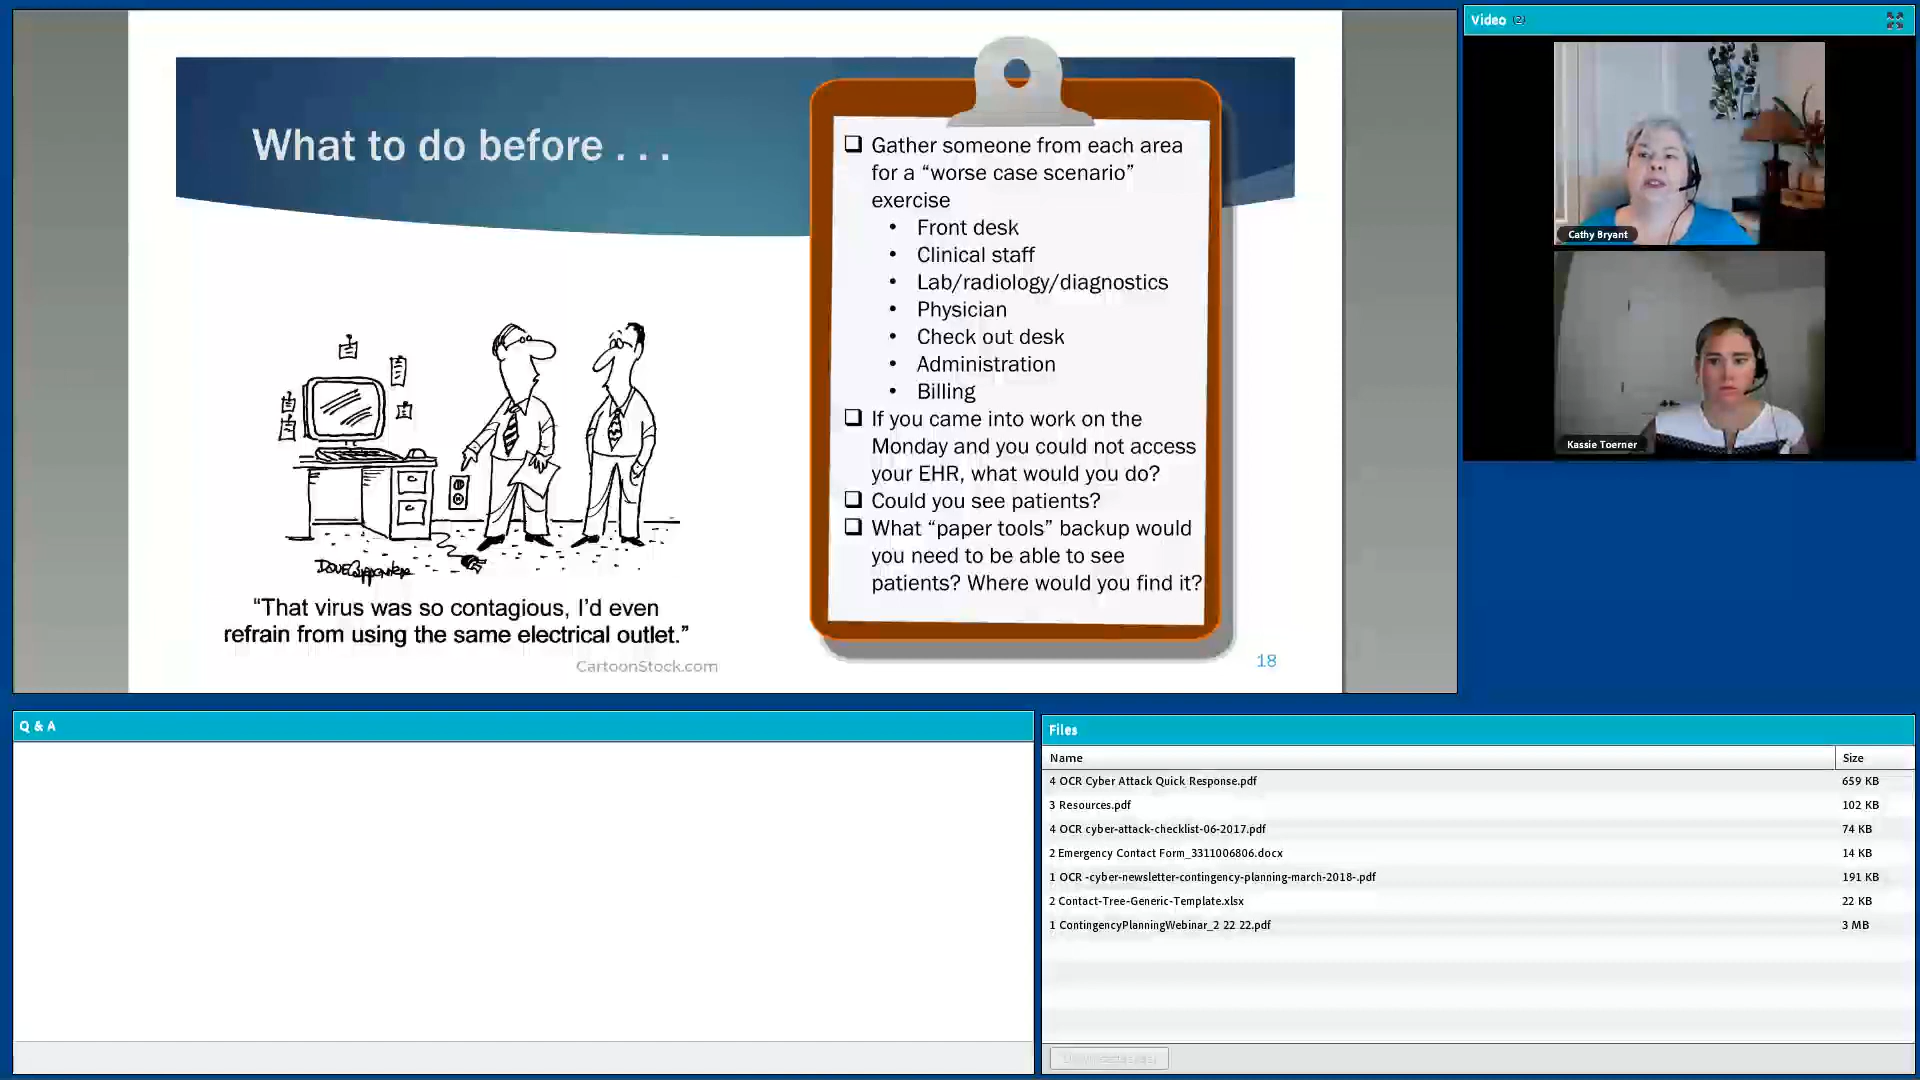 What to do before . . .
❑ Gather someone from each area
for a “worse case scenario”
exercise
• Front desk
• Clinical staff
• Lab/radiology/diagnostics
• Physician
• Check out desk
• Administration
• Billing
❑ If you came into work on the
Monday and you could not access
your EHR, what would you do?
❑ Could you see patients?
❑ What “paper tools” backup would
you need to be able to see
patients? Where would you find it?
“That virus was so contagious, I’d even
refrain from using the same electrical outlet.”
CartoonStock.com
18
Video (2)
Cathy Bryant
Kassie Toerner
Q & A
Files
Name Size
4 OCR Cyber Attack Quick Response.pdf 659 KB
3 Resources.pdf 102 KB
4 OCR cyber-attack-checklist-06-2017.pdf 74 KB
2 Emergency Contact Form_3311006806.docx 14 KB
1 OCR -cyber-newsletter-contingency-planning-march-2018-.pdf 191 KB
2 Contact-Tree-Generic-Template.xlsx 22 KB
1 ContingencyPlanningWebinar_2 22 22.pdf 3 MB